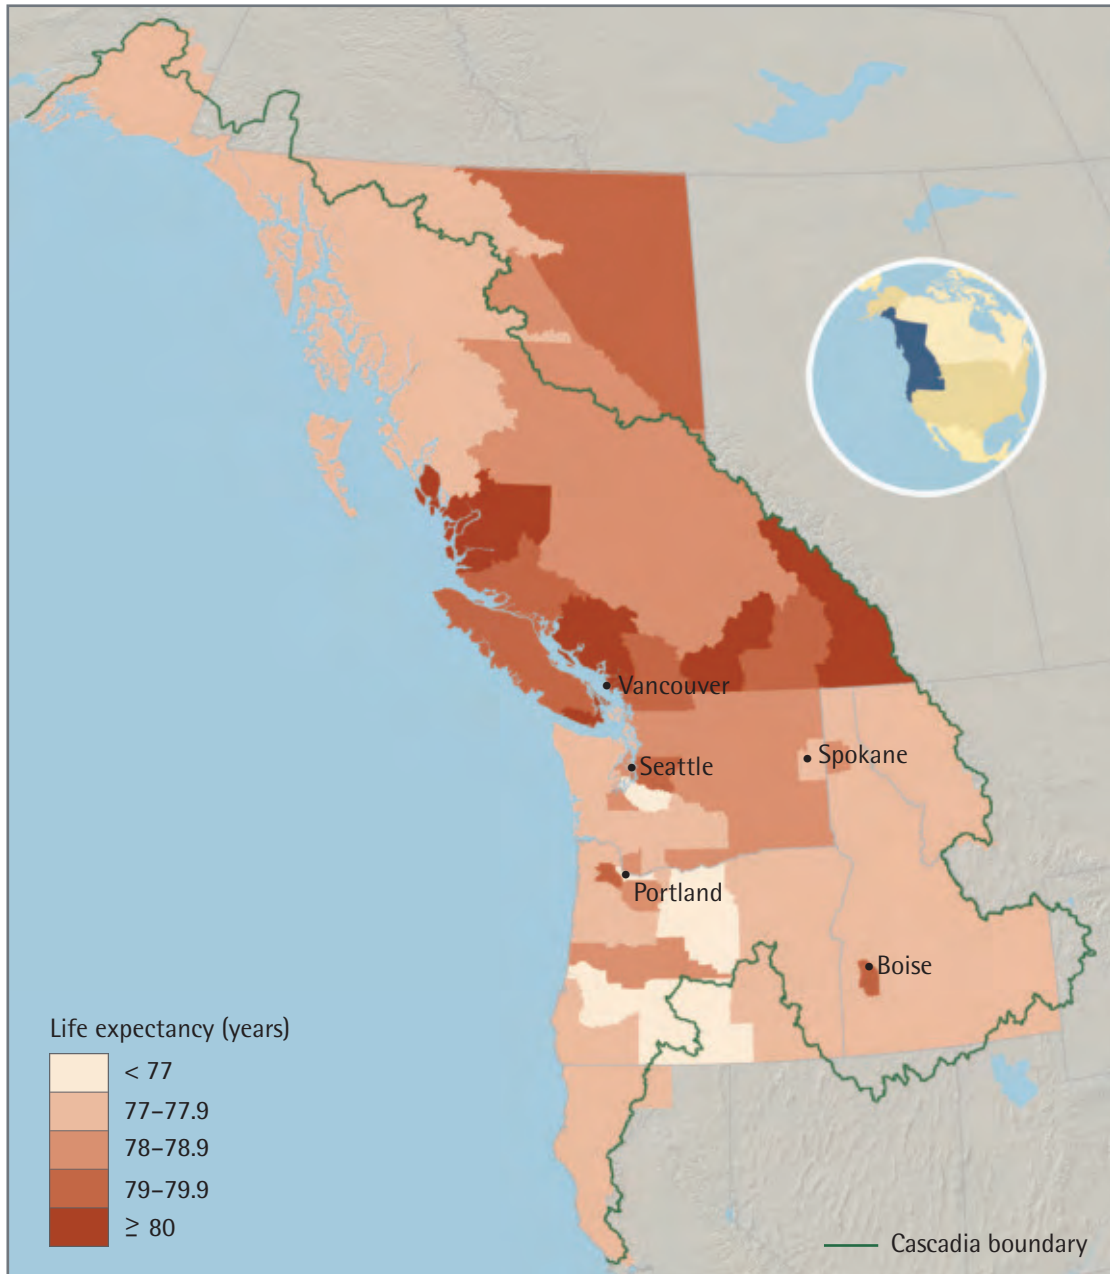 Vancouver
Seattle
Spokane
Portland
Boise
Life expectancy (years)
< 77
77–77.9
78–78.9
79–79.9
≥ 80
Cascadia boundary